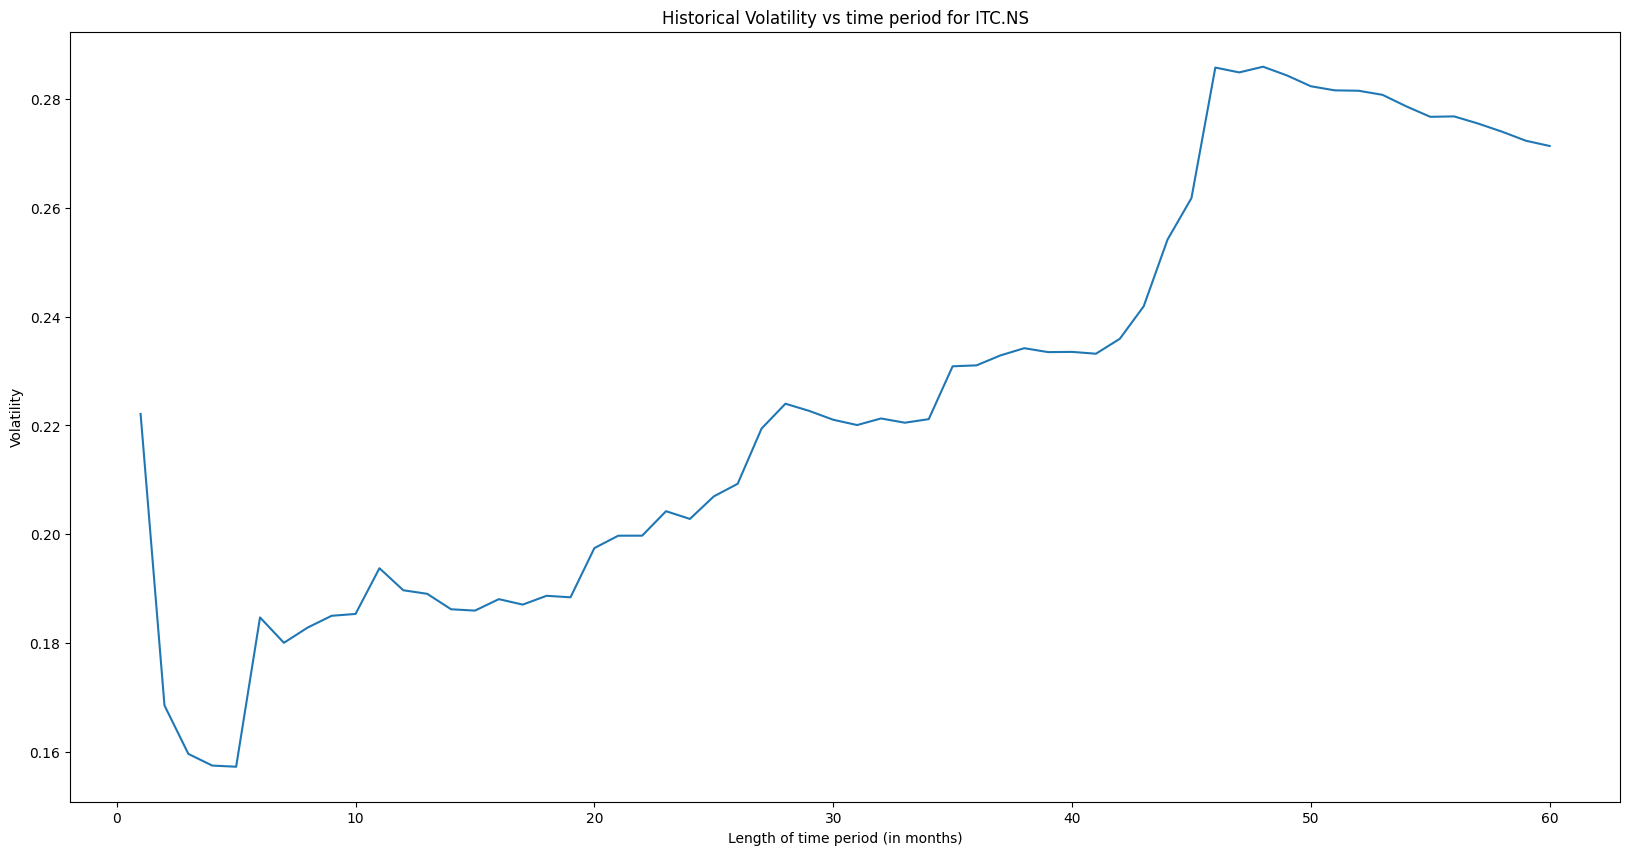 Historical Volatility vs time period for ITC.NS
0.28
0.26
0.24
0.22
0.20
0.18
0.16
Volatility
0 10 20 30 40 50 60
Length of time period (in months)